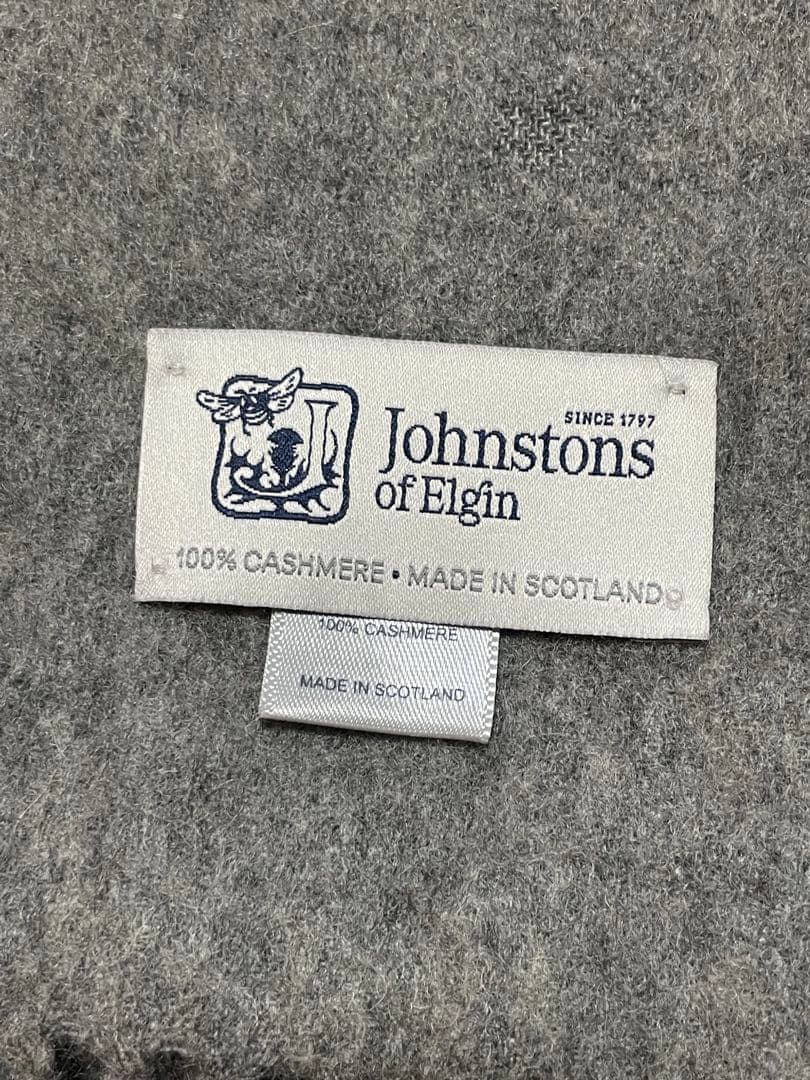 SINCE 1797
Johnstons
of Elgin
100% CASHMERE • MADE IN SCOTLAND
100% CASHMERE
MADE IN SCOTLAND